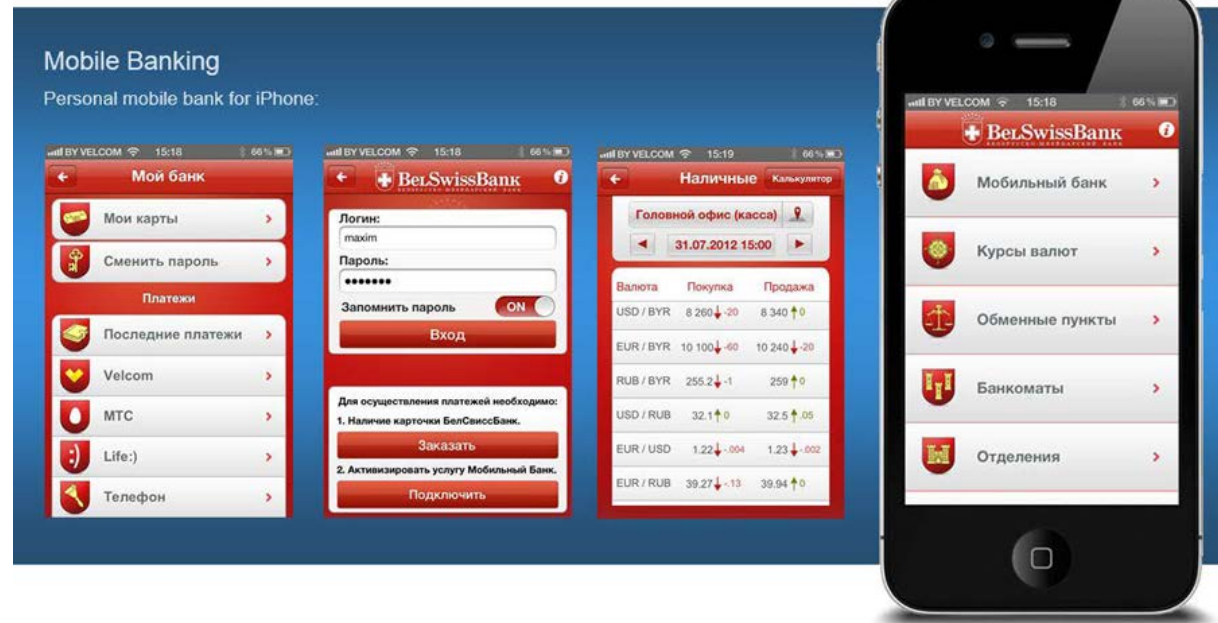 Mobile Banking
Personal mobile bank for iPhone:
BY VELCOM 15:18 66%
Мой банк
Мои карты
Сменить пароль
Платежи
Последние платежи
Velcom
МТС
Life:)
Телефон
BY VELCOM 15:18 66%
BelSwissBank
Логин:
maxim
Пароль:
•••••••
Запомнить пароль ON
Вход
Для осуществления платежей необходимо:
1. Наличие карточки БелСвиссБанк.
Заказать
2. Активизировать услугу Мобильный Банк.
Подключить
BY VELCOM 15:19 66%
Наличные Калькулятор
Головной офис (касса)
31.07.2012 15:00
Валюта Покупка Продажа
USD / BYR 8 260 -20 8 340 0
EUR / BYR 10 100 -60 10 240 -20
RUB / BYR 255.2 -1 259 0
USD / RUB 32.1 0 32.5 .05
EUR / USD 1.22 -.004 1.23 -.002
EUR / RUB 39.27 -.13 39.94 0
BY VELCOM 15:18 66%
BelSwissBank
Мобильный банк
Курсы валют
Обменные пункты
Банкоматы
Отделения